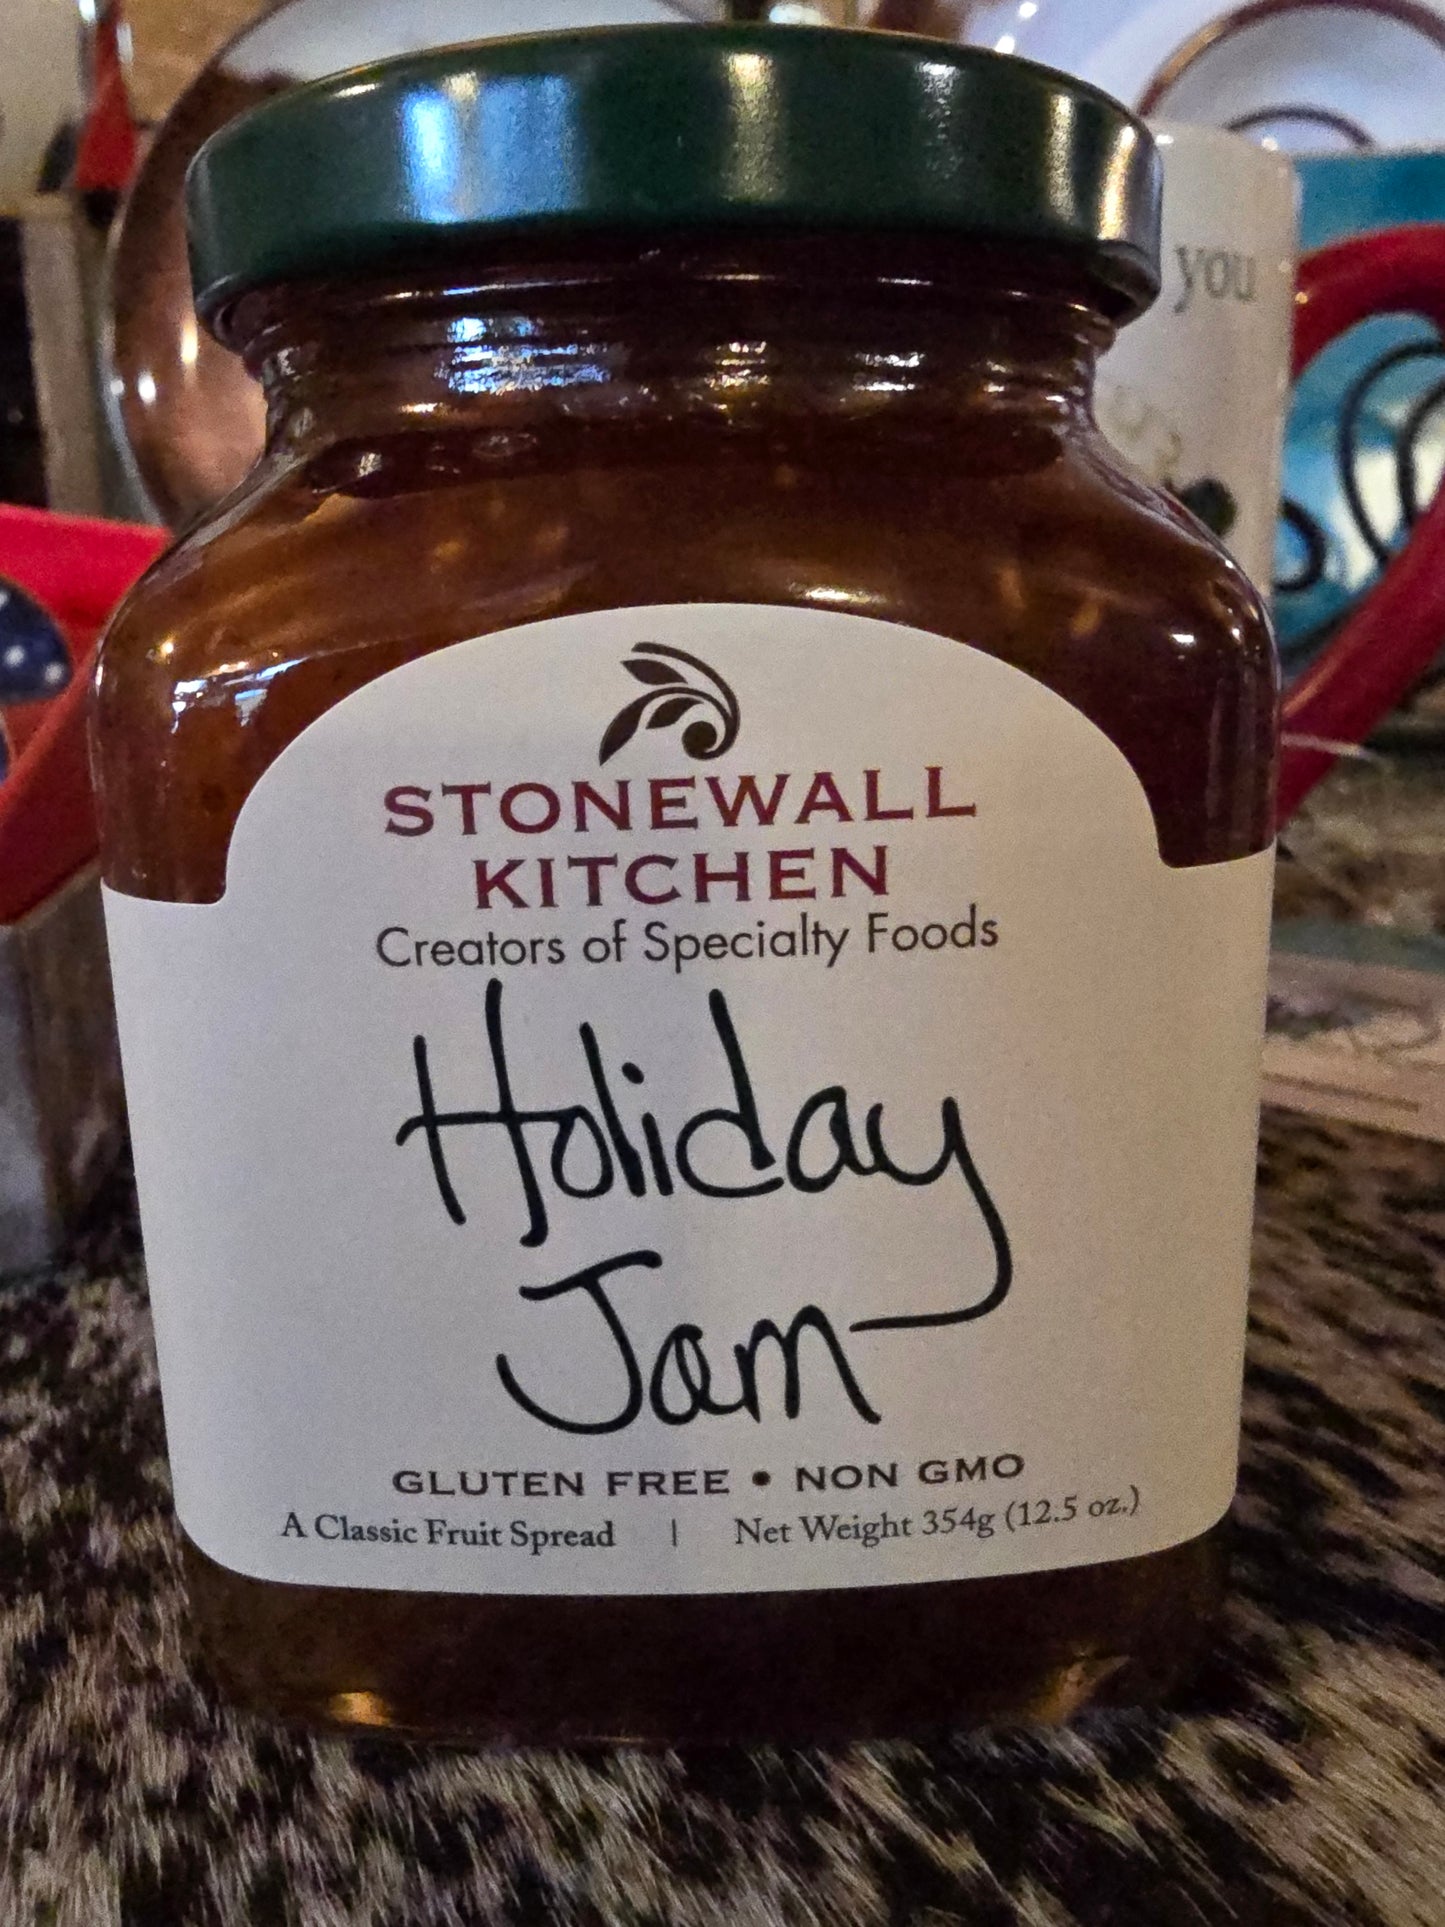 you
STONEWALL
KITCHEN
Creators of Specialty Foods
Holiday
Jam
GLUTEN FREE • NON GMO
A Classic Fruit Spread | Net Weight 354g (12.5 oz.)